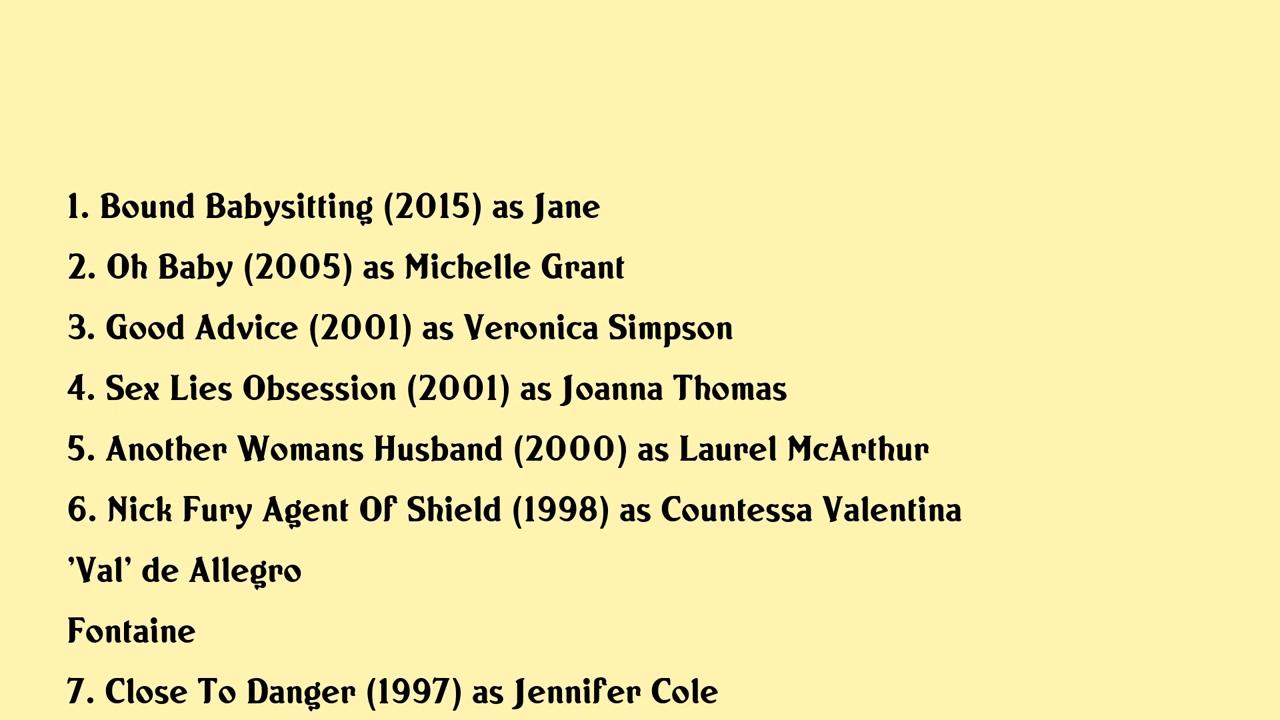 1. Bound Babysitting (2015) as Jane
2. Oh Baby (2005) as Michelle Grant
3. Good Advice (2001) as Veronica Simpson
4. Sex Lies Obsession (2001) as Joanna Thomas
5. Another Womans Husband (2000) as Laurel McArthur
6. Nick Fury Agent Of Shield (1998) as Countessa Valentina
'Val' de Allegro
Fontaine
7. Close To Danger (1997) as Jennifer Cole